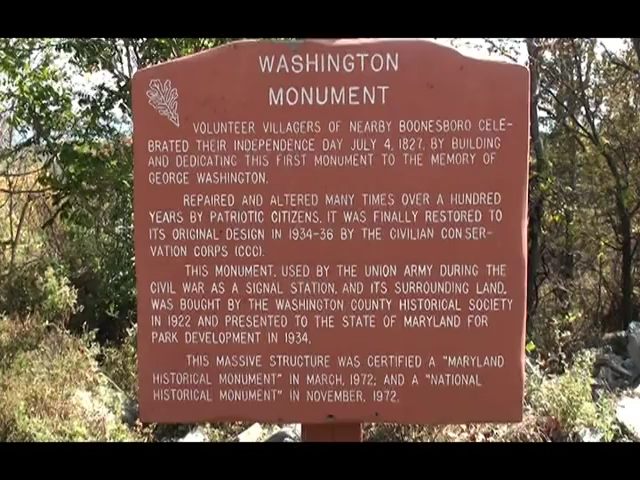 WASHINGTON
MONUMENT
VOLUNTEER VILLAGERS OF NEARBY BOONESBORO CELE-
BRATED THEIR INDEPENDENCE DAY JULY 4, 1827, BY BUILDING
AND DEDICATING THIS FIRST MONUMENT TO THE MEMORY OF
GEORGE WASHINGTON.
REPAIRED AND ALTERED MANY TIMES OVER A HUNDRED
YEARS BY PATRIOTIC CITIZENS, IT WAS FINALLY RESTORED TO
ITS ORIGINAL DESIGN IN 1934-36 BY THE CIVILIAN CONSER-
VATION CORPS (CCC).
THIS MONUMENT, USED BY THE UNION ARMY DURING THE
CIVIL WAR AS A SIGNAL STATION, AND ITS SURROUNDING LAND,
WAS BOUGHT BY THE WASHINGTON COUNTY HISTORICAL SOCIETY
IN 1922 AND PRESENTED TO THE STATE OF MARYLAND FOR
PARK DEVELOPMENT IN 1934.
THIS MASSIVE STRUCTURE WAS CERTIFIED A "MARYLAND
HISTORICAL MONUMENT" IN MARCH, 1972; AND A "NATIONAL
HISTORICAL MONUMENT" IN NOVEMBER, 1972.